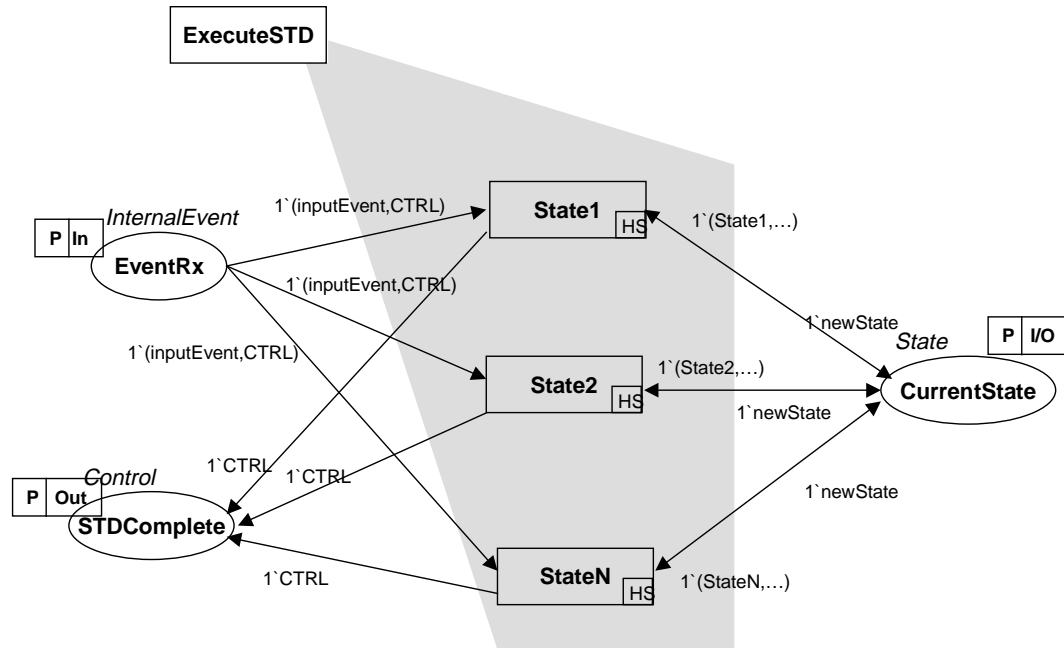 ExecuteSTD
1`(inputEvent,CTRL)
State1
HS
1`(State1,…)
InternalEvent
P In
EventRx
1`(inputEvent,CTRL)
1`(inputEvent,CTRL)
1`newState
State
P I/O
State2
HS
1`(State2,…)
CurrentState
1`newState
1`CTRL
1`CTRL
Control
P Out
STDComplete
1`newState
1`CTRL
StateN
HS
1`(StateN,…)